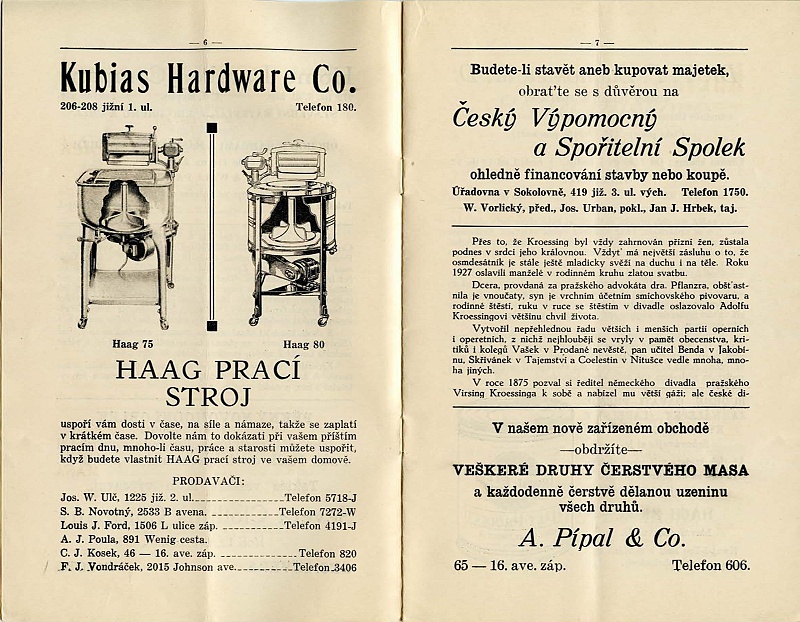 — 6 —
Kubias Hardware Co.
206-208 jižní 1. ul. Telefon 180.
Haag 75 Haag 80
HAAG PRACÍ
STROJ
uspoří vám dosti v čase, na síle a námaze, takže se zaplatí
v krátkém čase. Dovolte nám to dokázati při vašem příštím
pracím dnu, mnoho-li času, práce a starosti můžete uspořit,
když budete vlastnit HAAG prací stroj ve vašem domově.
PRODAVAČI:
Jos. W. Ulč, 1225 již. 2. ul. Telefon 5718-J
S. B. Novotný, 2533 B avena. Telefon 7272-W
Louis J. Ford, 1506 L ulice záp. Telefon 4191-J
A. J. Poula, 891 Wenig cesta.
C. J. Kosek, 46 — 16. ave. záp. Telefon 820
F. J. Vondráček, 2015 Johnson ave. Telefon 3406
— 7 —
Budete-li stavět aneb kupovat majetek,
obrať'te se s důvěrou na
Český Výpomocný
a Spořitelní Spolek
ohledně financování stavby nebo koupě.
Úřadovna v Sokolovně, 419 již. 3. ul. vých. Telefon 1750.
W. Vorlický, před., Jos. Urban, pokl., Jan J. Hrbek, taj.
Přes to, že Kroessing byl vždy zahrnován přízní žen, zůstala
podnes v srdci jeho královnou. Vždyť má největší zásluhu o to, že
osmdesátník je stále ještě mladicky svěží na duchu i na těle. Roku
1927 oslavili manželé v rodinném kruhu zlatou svatbu.
Dcera, provdaná za pražského advokáta dra. Pflanzra, obšťast-
nila je vnoučaty, syn je vrchním účetním smíchovského pivovaru, a
rodinné štěstí, ruku v ruce se štěstím v divadle oslazovalo Adolfu
Kroessingovi většinu chvil života.
Vytvořil nepřehlednou řadu větších i menších partií operních
i operetních, z nichž nejhlouběji se vryly v pamět obecenstva, kri-
tiků i kolegů Vašek v Prodané nevěstě, pan učitel Benda v Jakobi-
nu, Skřivánek v Tajemství a Coelestin v Nitušce vedle mnoha, mno-
ha jiných.
V roce 1875 pozval si ředitel německého divadla pražského
Virsing Kroessinga k sobě a nabízel mu větší gáži; ale české di-
V našem nově zařízeném obchodě
—obdržíte—
VEŠKERÉ DRUHY ČERSTVÉHO MASA
a každodenně čerstvě dělanou uzeninu
všech druhů.
A. Pípal & Co.
65 — 16. ave. záp. Telefon 606.